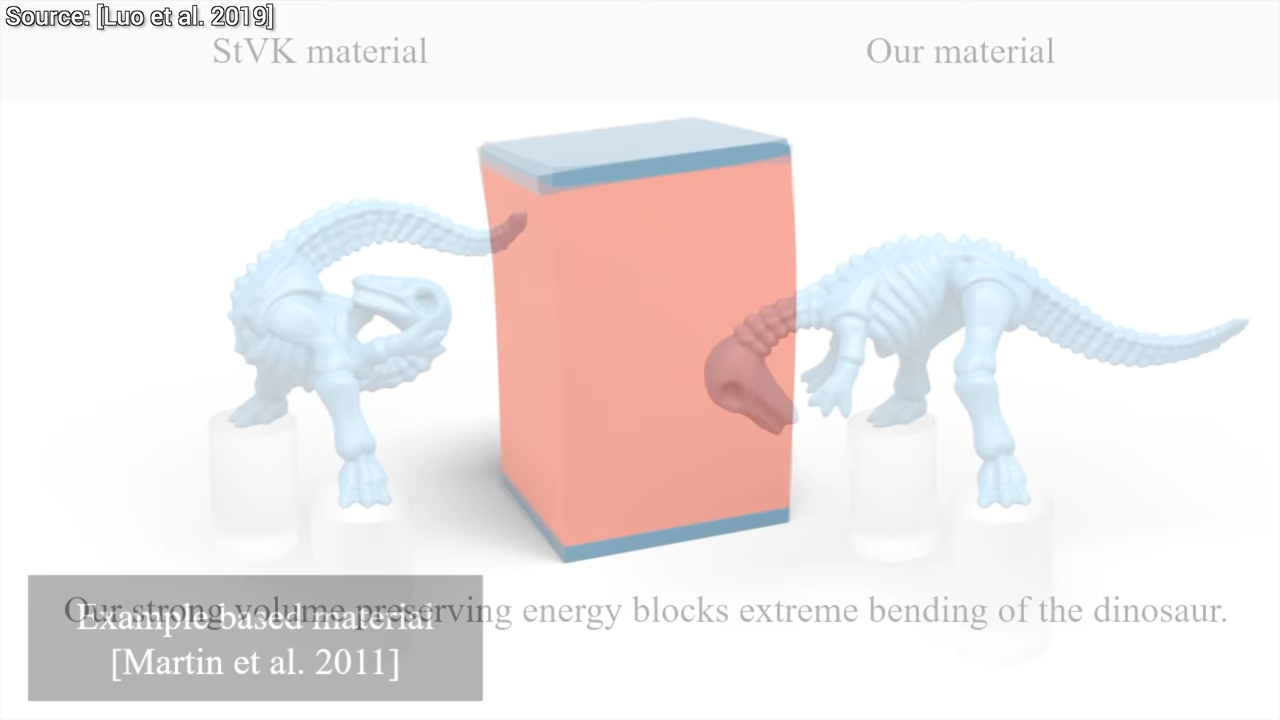 Source: [Luo et al. 2019]
StVK material
Our material
Our strong volume preserving energy blocks extreme bending of the dinosaur.
Example based material
[Martin et al. 2011]